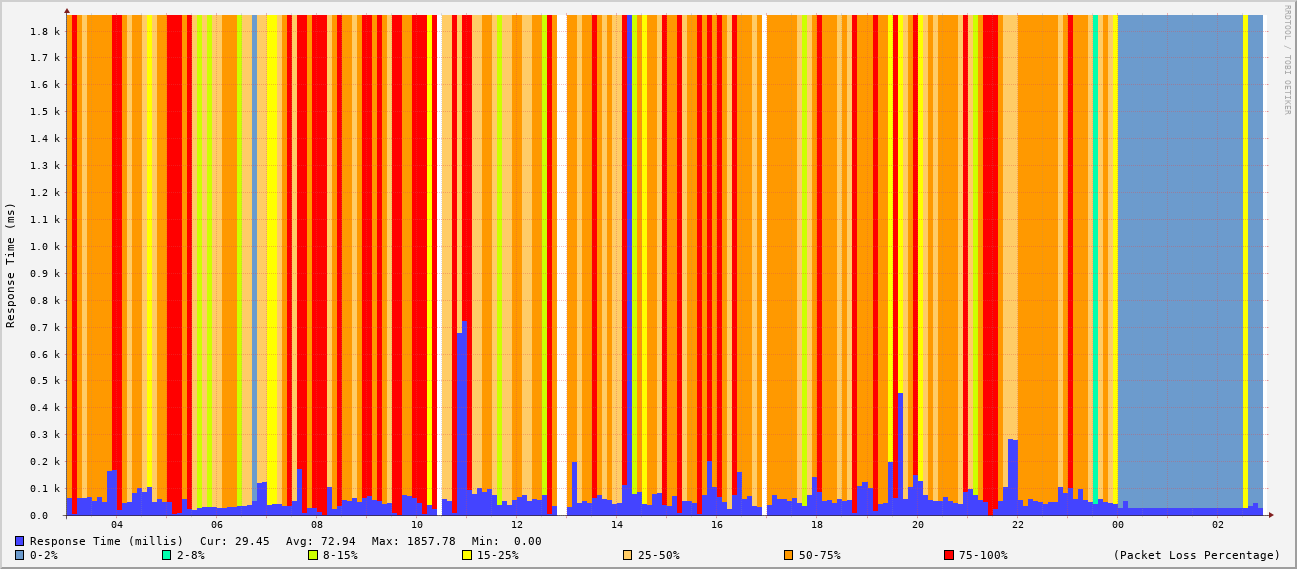 RRDTOOL / TOBI OETIKER
Response Time (ms)
1.8 k
1.7 k
1.6 k
1.5 k
1.4 k
1.3 k
1.2 k
1.1 k
1.0 k
0.9 k
0.8 k
0.7 k
0.6 k
0.5 k
0.4 k
0.3 k
0.2 k
0.1 k
0.0
04 06 08 10 12 14 16 18 20 22 00 02
Response Time (millis) Cur: 29.45 Avg: 72.94 Max: 1857.78 Min: 0.00
0-2% 2-8% 8-15% 15-25% 25-50% 50-75% 75-100% (Packet Loss Percentage)